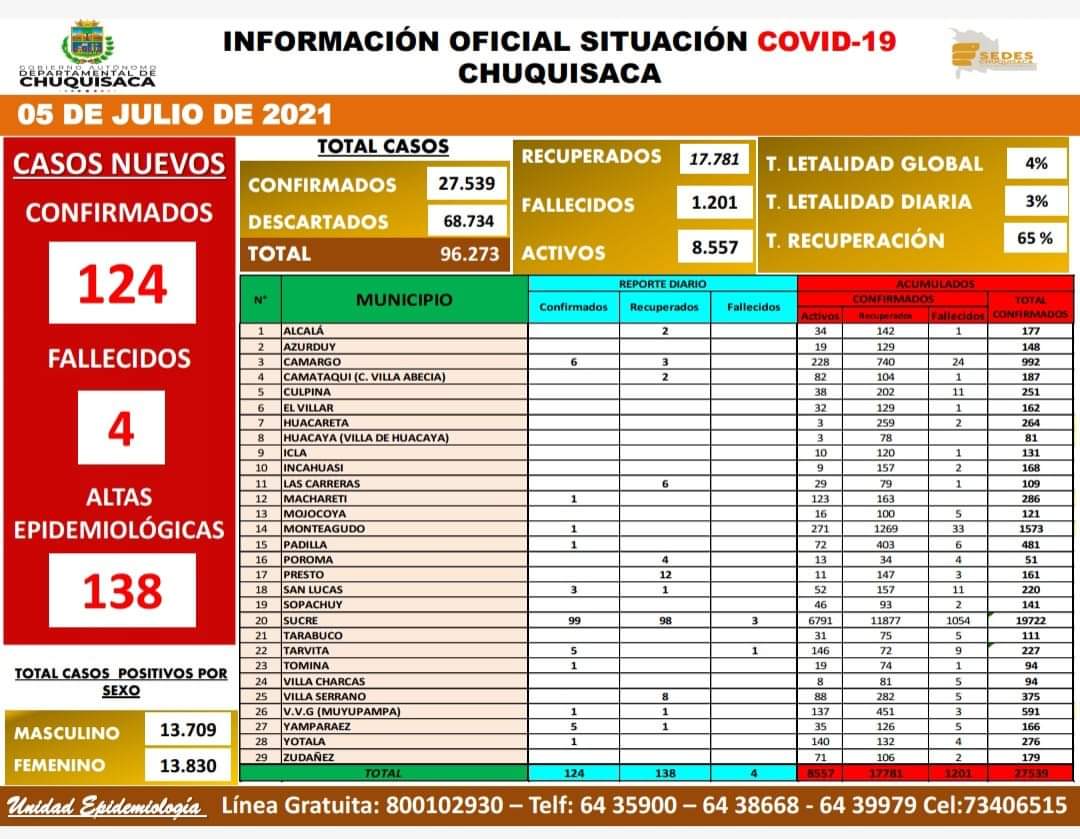 GOBIERNO AUTÓNOMO
DEPARTAMENTAL DE
CHUQUISACA
INFORMACIÓN OFICIAL SITUACIÓN COVID-19
CHUQUISACA
SEDES
CHUQUISACA
05 DE JULIO DE 2021
CASOS NUEVOS
CONFIRMADOS
124
FALLECIDOS
4
ALTAS
EPIDEMIOLÓGICAS
138
TOTAL CASOS POSITIVOS POR
SEXO
MASCULINO 13.709
FEMENINO 13.830
TOTAL CASOS
CONFIRMADOS 27.539
DESCARTADOS 68.734
TOTAL 96.273
RECUPERADOS 17.781
FALLECIDOS 1.201
ACTIVOS 8.557
T. LETALIDAD GLOBAL 4%
T. LETALIDAD DIARIA 3%
T. RECUPERACIÓN 65 %
N° MUNICIPIO REPORTE DIARIO ACUMULADOS
CONFIRMADOS TOTAL
Confirmados Recuperados Fallecidos Activos Recuperados Fallecidos CONFIRMADOS
1 ALCALÁ 2 34 142 1 177
2 AZURDUY 19 129 148
3 CAMARGO 6 3 228 740 24 992
4 CAMATAQUI (C. VILLA ABECIA) 2 82 104 1 187
5 CULPINA 38 202 11 251
6 EL VILLAR 32 129 1 162
7 HUACARETA 3 259 2 264
8 HUACAYA (VILLA DE HUACAYA) 3 78 81
9 ICLA 10 120 1 131
10 INCAHUASI 9 157 2 168
11 LAS CARRERAS 6 29 79 1 109
12 MACHARETI 1 123 163 286
13 MOJOCOYA 16 100 5 121
14 MONTEAGUDO 1 271 1269 33 1573
15 PADILLA 1 72 403 6 481
16 POROMA 4 13 34 4 51
17 PRESTO 12 11 147 3 161
18 SAN LUCAS 3 1 52 157 11 220
19 SOPACHUY 46 93 2 141
20 SUCRE 99 98 3 6791 11877 1054 19722
21 TARABUCO 31 75 5 111
22 TARVITA 5 1 146 72 9 227
23 TOMINA 1 19 74 1 94
24 VILLA CHARCAS 8 81 5 94
25 VILLA SERRANO 8 88 282 5 375
26 V.V.G (MUYUPAMPA) 1 1 137 451 3 591
27 YAMPARAEZ 5 1 35 126 5 166
28 YOTALA 1 140 132 4 276
29 ZUDAÑEZ 71 106 2 179
TOTAL 124 138 4 8557 17781 1201 27539
Unidad Epidemiología Línea Gratuita: 800102930 – Telf: 64 35900 – 64 38668 - 64 39979 Cel:73406515